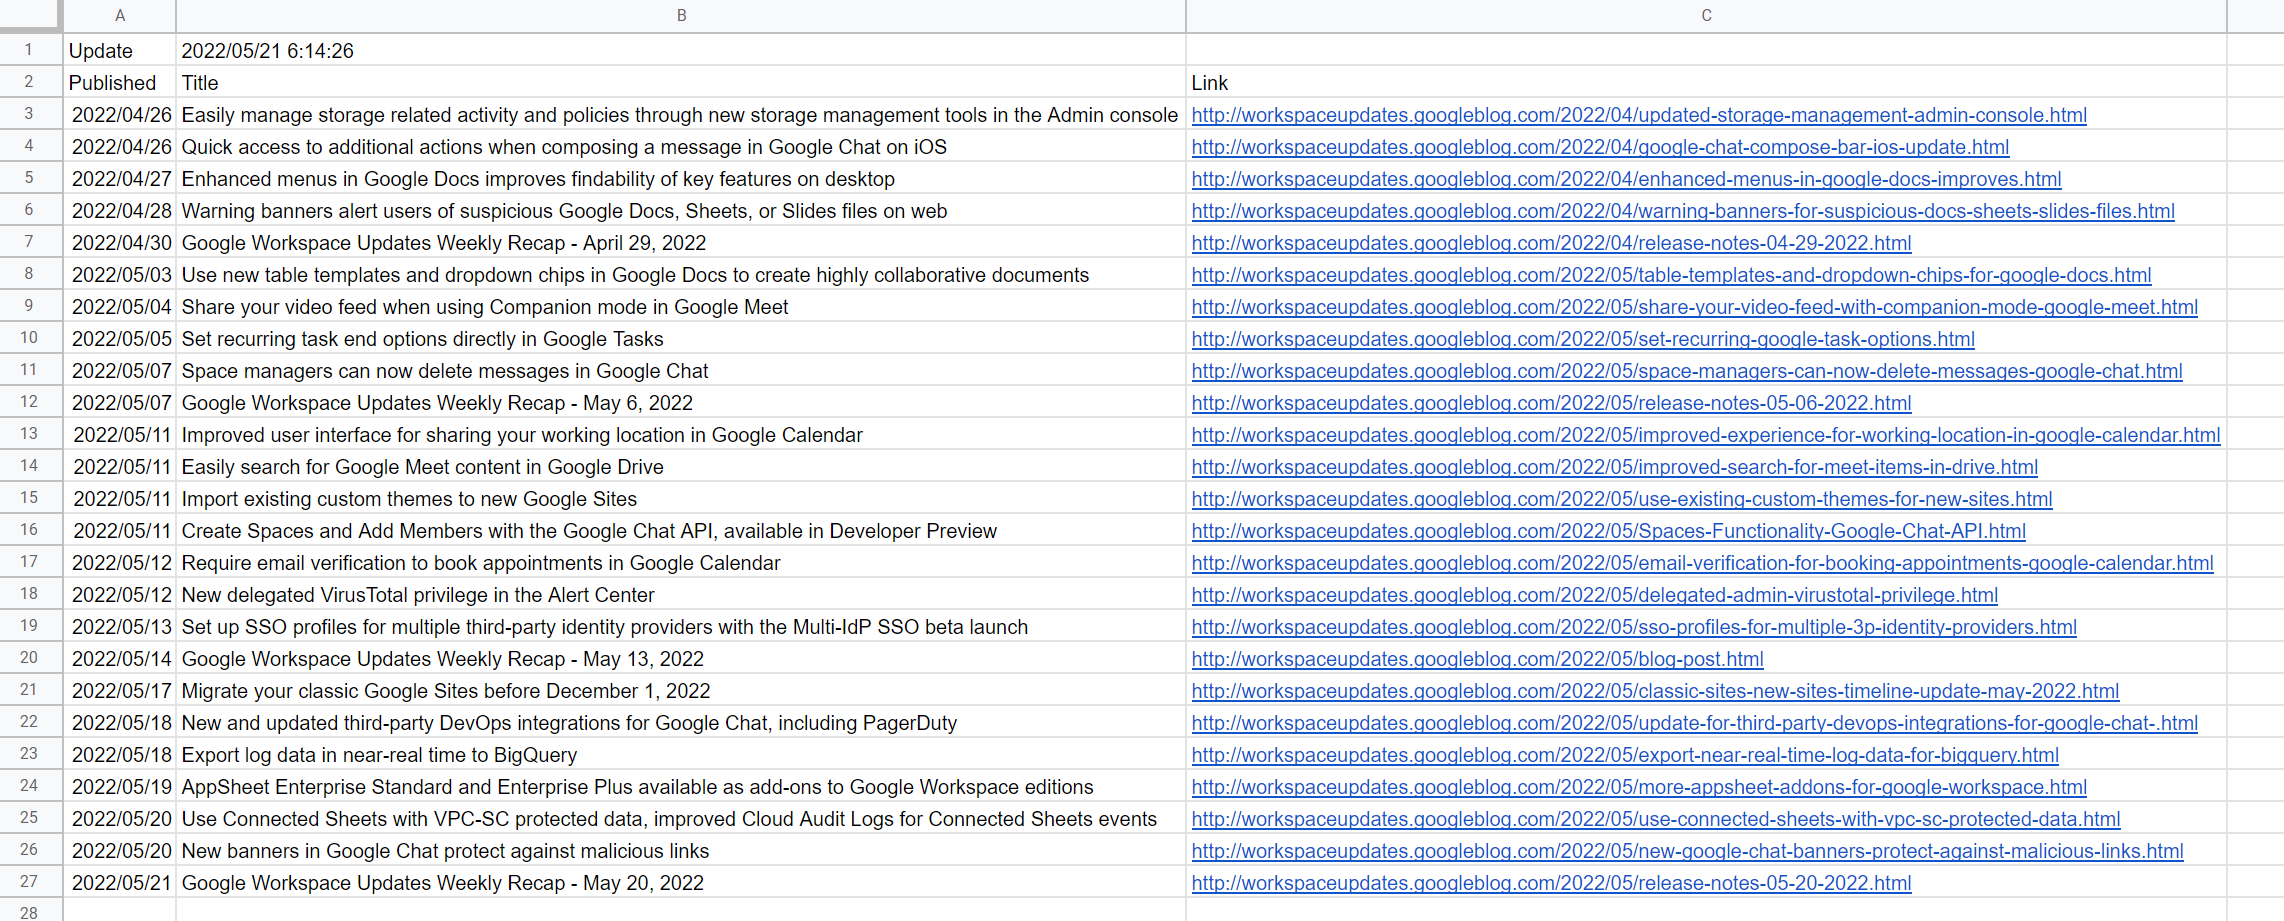 A B C
1 Update 2022/05/21 6:14:26
2 Published Title Link
3 2022/04/26 Easily manage storage related activity and policies through new storage management tools in the Admin console http://workspaceupdates.googleblog.com/2022/04/updated-storage-management-admin-console.html
4 2022/04/26 Quick access to additional actions when composing a message in Google Chat on iOS http://workspaceupdates.googleblog.com/2022/04/google-chat-compose-bar-ios-update.html
5 2022/04/27 Enhanced menus in Google Docs improves findability of key features on desktop http://workspaceupdates.googleblog.com/2022/04/enhanced-menus-in-google-docs-improves.html
6 2022/04/28 Warning banners alert users of suspicious Google Docs, Sheets, or Slides files on web http://workspaceupdates.googleblog.com/2022/04/warning-banners-for-suspicious-docs-sheets-slides-files.html
7 2022/04/30 Google Workspace Updates Weekly Recap - April 29, 2022 http://workspaceupdates.googleblog.com/2022/04/release-notes-04-29-2022.html
8 2022/05/03 Use new table templates and dropdown chips in Google Docs to create highly collaborative documents http://workspaceupdates.googleblog.com/2022/05/table-templates-and-dropdown-chips-for-google-docs.html
9 2022/05/04 Share your video feed when using Companion mode in Google Meet http://workspaceupdates.googleblog.com/2022/05/share-your-video-feed-with-companion-mode-google-meet.html
10 2022/05/05 Set recurring task end options directly in Google Tasks http://workspaceupdates.googleblog.com/2022/05/set-recurring-google-task-options.html
11 2022/05/07 Space managers can now delete messages in Google Chat http://workspaceupdates.googleblog.com/2022/05/space-managers-can-now-delete-messages-google-chat.html
12 2022/05/07 Google Workspace Updates Weekly Recap - May 6, 2022 http://workspaceupdates.googleblog.com/2022/05/release-notes-05-06-2022.html
13 2022/05/11 Improved user interface for sharing your working location in Google Calendar http://workspaceupdates.googleblog.com/2022/05/improved-experience-for-working-location-in-google-calendar.html
14 2022/05/11 Easily search for Google Meet content in Google Drive http://workspaceupdates.googleblog.com/2022/05/improved-search-for-meet-items-in-drive.html
15 2022/05/11 Import existing custom themes to new Google Sites http://workspaceupdates.googleblog.com/2022/05/use-existing-custom-themes-for-new-sites.html
16 2022/05/11 Create Spaces and Add Members with the Google Chat API, available in Developer Preview http://workspaceupdates.googleblog.com/2022/05/Spaces-Functionality-Google-Chat-API.html
17 2022/05/12 Require email verification to book appointments in Google Calendar http://workspaceupdates.googleblog.com/2022/05/email-verification-for-booking-appointments-google-calendar.html
18 2022/05/12 New delegated VirusTotal privilege in the Alert Center http://workspaceupdates.googleblog.com/2022/05/delegated-admin-virustotal-privilege.html
19 2022/05/13 Set up SSO profiles for multiple third-party identity providers with the Multi-IdP SSO beta launch http://workspaceupdates.googleblog.com/2022/05/sso-profiles-for-multiple-3p-identity-providers.html
20 2022/05/14 Google Workspace Updates Weekly Recap - May 13, 2022 http://workspaceupdates.googleblog.com/2022/05/blog-post.html
21 2022/05/17 Migrate your classic Google Sites before December 1, 2022 http://workspaceupdates.googleblog.com/2022/05/classic-sites-new-sites-timeline-update-may-2022.html
22 2022/05/18 New and updated third-party DevOps integrations for Google Chat, including PagerDuty http://workspaceupdates.googleblog.com/2022/05/update-for-third-party-devops-integrations-for-google-chat-.html
23 2022/05/18 Export log data in near-real time to BigQuery http://workspaceupdates.googleblog.com/2022/05/export-near-real-time-log-data-for-bigquery.html
24 2022/05/19 AppSheet Enterprise Standard and Enterprise Plus available as add-ons to Google Workspace editions http://workspaceupdates.googleblog.com/2022/05/more-appsheet-addons-for-google-workspace.html
25 2022/05/20 Use Connected Sheets with VPC-SC protected data, improved Cloud Audit Logs for Connected Sheets events http://workspaceupdates.googleblog.com/2022/05/use-connected-sheets-with-vpc-sc-protected-data.html
26 2022/05/20 New banners in Google Chat protect against malicious links http://workspaceupdates.googleblog.com/2022/05/new-google-chat-banners-protect-against-malicious-links.html
27 2022/05/21 Google Workspace Updates Weekly Recap - May 20, 2022 http://workspaceupdates.googleblog.com/2022/05/release-notes-05-20-2022.html
28